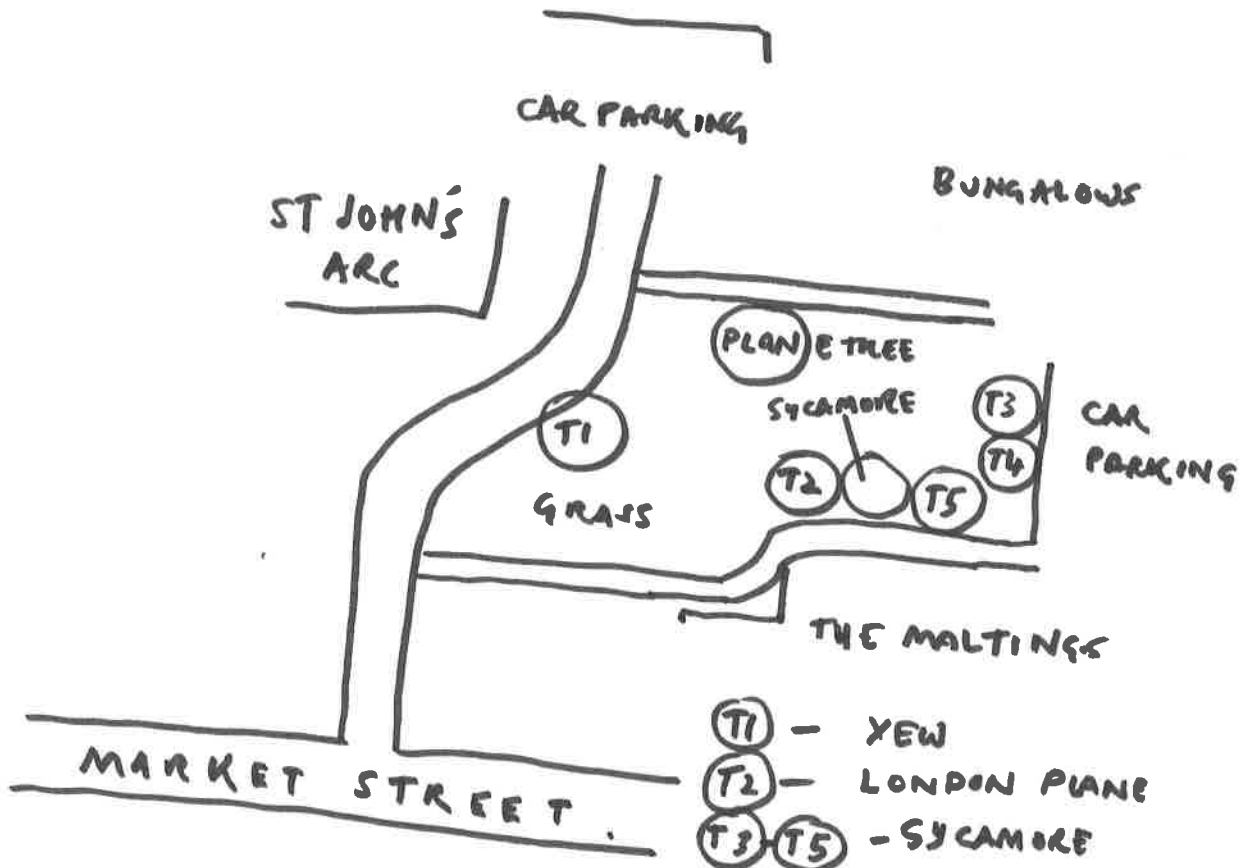 CAR PARKING
BUNGALOWS
ST JOHN'S
ARC
PLANE TREE
SYCAMORE
T3
CAR
PARKING
T1
T4
T2
T5
GRASS
THE MALTINGS
T1 - YEW
T2 - LONDON PLANE
T3-T5 - SYCAMORE
MARKET STREET.